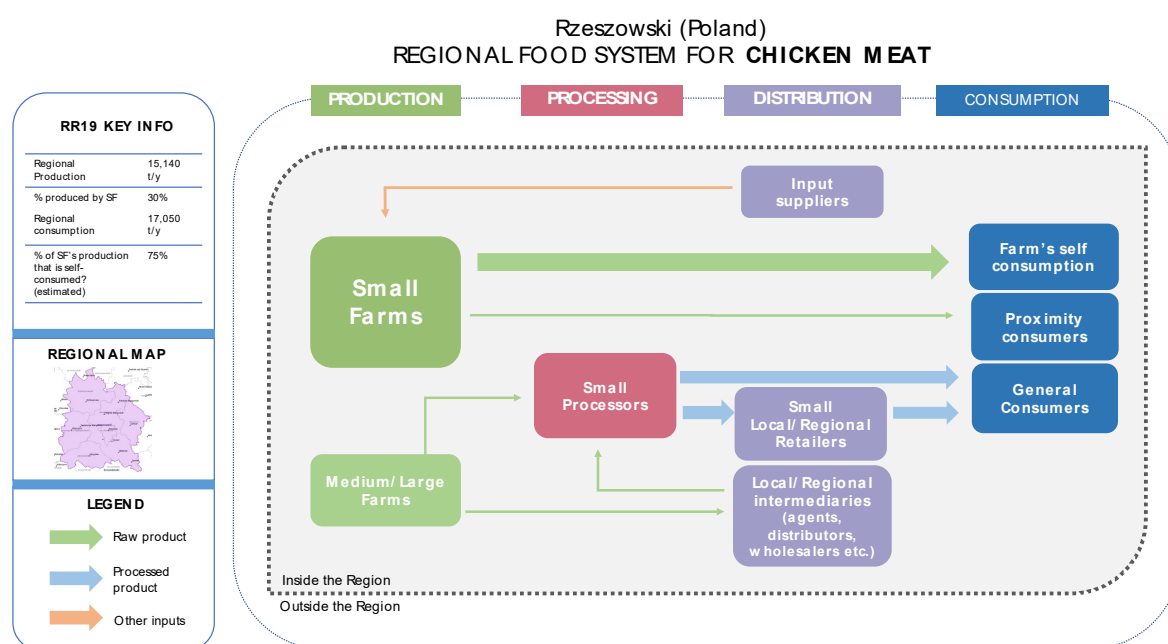 Rzeszowski (Poland)
REGIONAL FOOD SYSTEM FOR CHICKEN MEAT
RR19 KEY INFO
Regional Production 15,140 t/y
% produced by SF 30%
Regional consumption 17,050 t/y
% of SF's production that is self-consumed? (estimated) 75%
REGIONAL MAP
LEGEND
Raw product
Processed
product
Other inputs
PRODUCTION
PROCESSING
DISTRIBUTION
CONSUMPTION
Input
suppliers
Small
Farms
Farm's self
consumption
Proximity
consumers
Small
Processors
General
Consumers
Small
Local/ Regional
Retailers
Medium/ Large
Farms
Local/ Regional
intermediaries
(agents,
distributors,
wholesalers etc.)
Inside the Region
Outside the Region